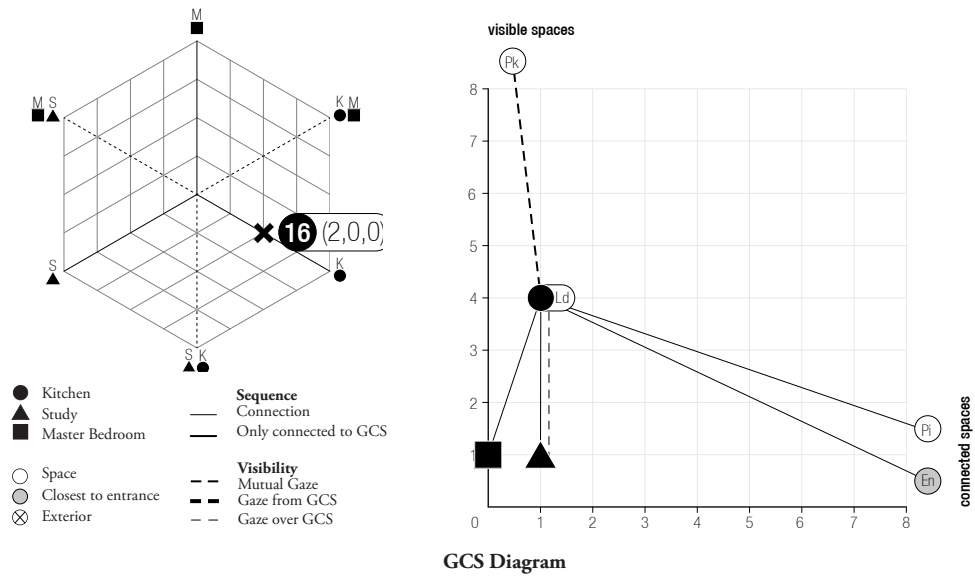 M
M S
K M
16 (2,0,0)
S
K
S K
Kitchen
Study
Master Bedroom
Space
Closest to entrance
Exterior
Sequence
Connection
Only connected to GCS
Visibility
Mutual Gaze
Gaze from GCS
Gaze over GCS
visible spaces
Pk
8
7
6
5
4
Ld
3
2
Pi
1
En
0 1 2 3 4 5 6 7 8
connected spaces
GCS Diagram